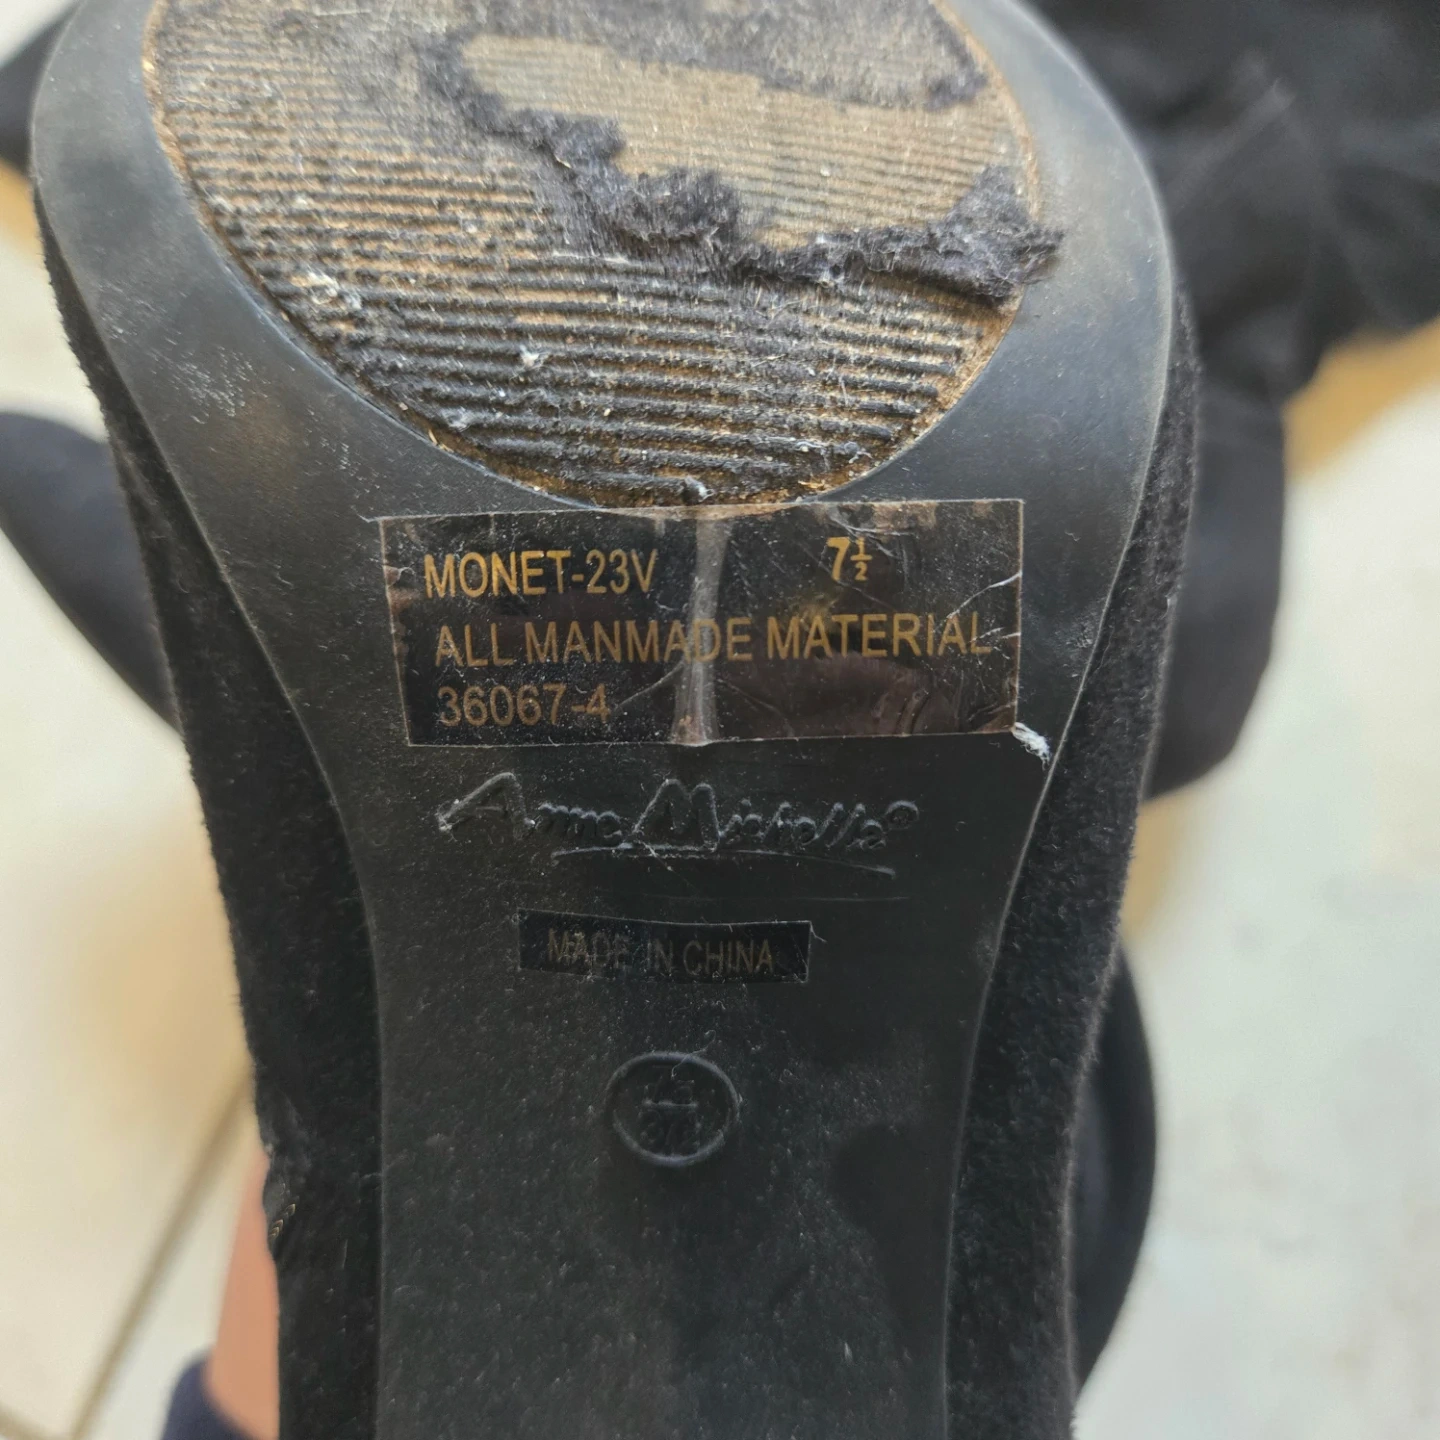 MONET-23V 7½
ALL MANMADE MATERIAL
36067-4
Anne Michelle®
MADE IN CHINA